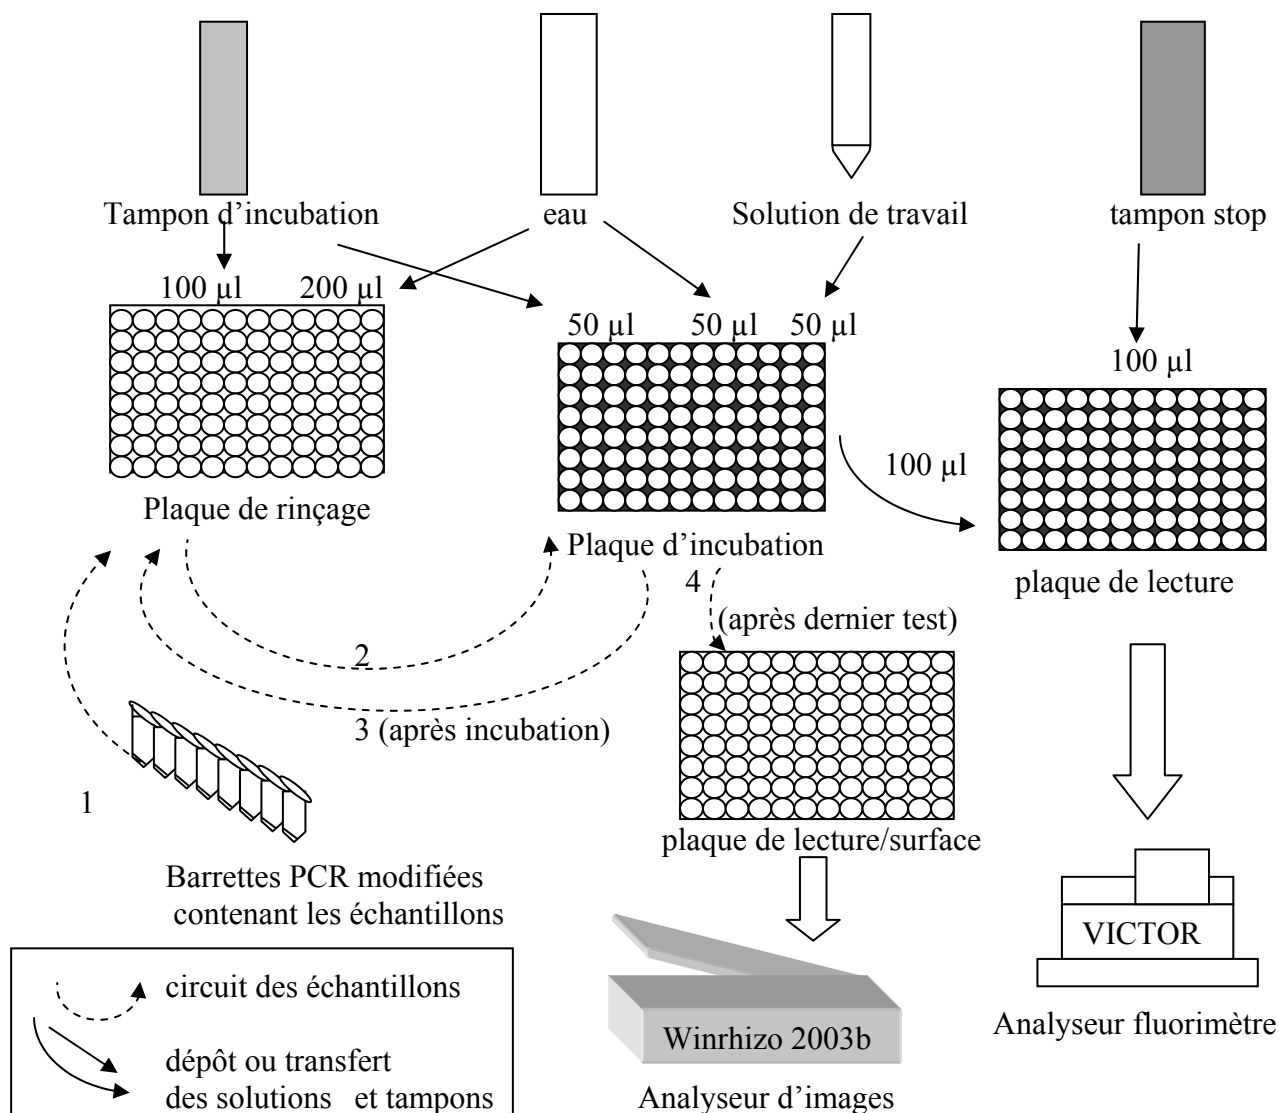 Tampon d’incubation
eau
Solution de travail
tampon stop
100 µl
200 µl
50 µl
50 µl
50 µl
100 µl
100 µl
Plaque de rinçage
Plaque d’incubation
plaque de lecture
4
(après dernier test)
2
3 (après incubation)
1
plaque de lecture/surface
Barrettes PCR modifiées
contenant les échantillons
VICTOR
Analyseur fluorimètre
circuit des échantillons
Winrhizo 2003b
dépôt ou transfert
des solutions et tampons
Analyseur d’images